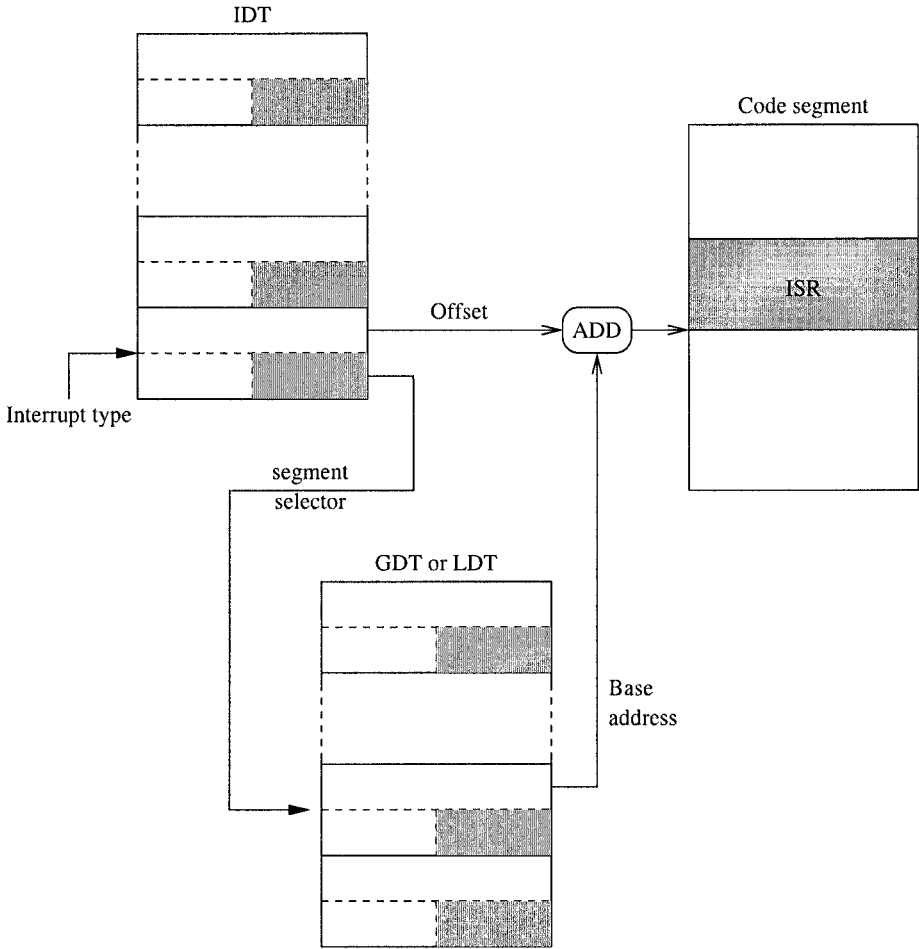 IDT
Code segment
ISR
Offset
ADD
Interrupt type
segment
selector
GDT or LDT
Base
address